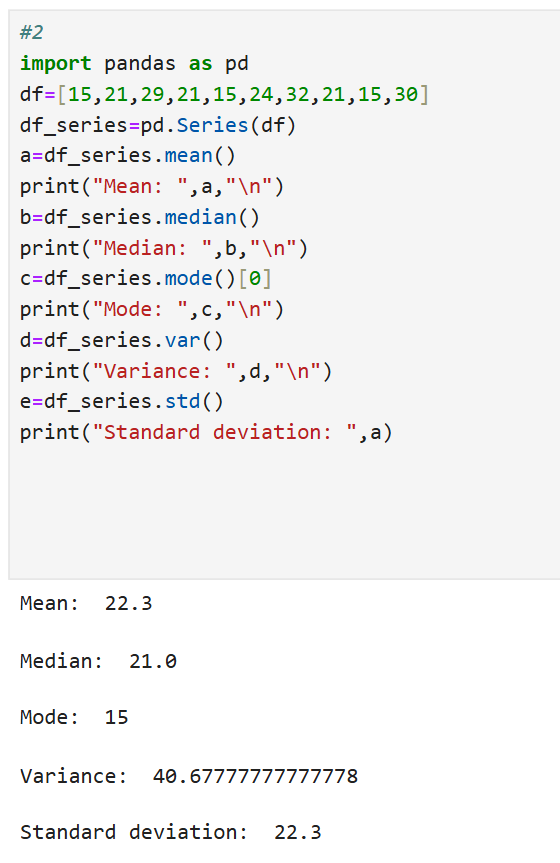 #2
import pandas as pd
df=[15,21,29,21,15,24,32,21,15,30]
df_series=pd.Series(df)
a=df_series.mean()
print("Mean: ",a,"\n")
b=df_series.median()
print("Median: ",b,"\n")
c=df_series.mode()[0]
print("Mode: ",c,"\n")
d=df_series.var()
print("Variance: ",d,"\n")
e=df_series.std()
print("Standard deviation: ",a)
Mean:  22.3
Median:  21.0
Mode:  15
Variance:  40.67777777777778
Standard deviation:  22.3